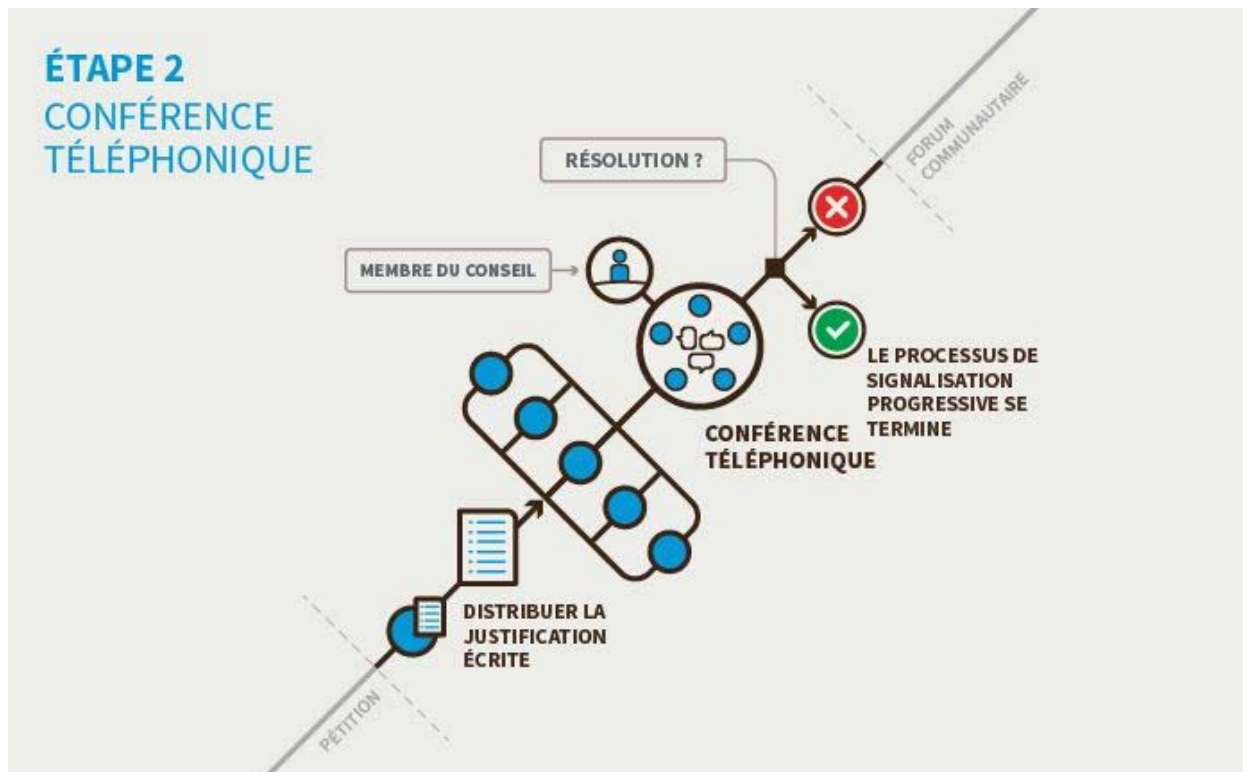 ÉTAPE 2
CONFÉRENCE
TÉLÉPHONIQUE
FORUM
COMMUNAUTAIRE
RÉSOLUTION ?
MEMBRE DU CONSEIL
LE PROCESSUS DE
SIGNALISATION
PROGRESSIVE SE
TERMINE
CONFÉRENCE
TÉLÉPHONIQUE
DISTRIBUER LA
JUSTIFICATION
ÉCRITE
PÉTITION